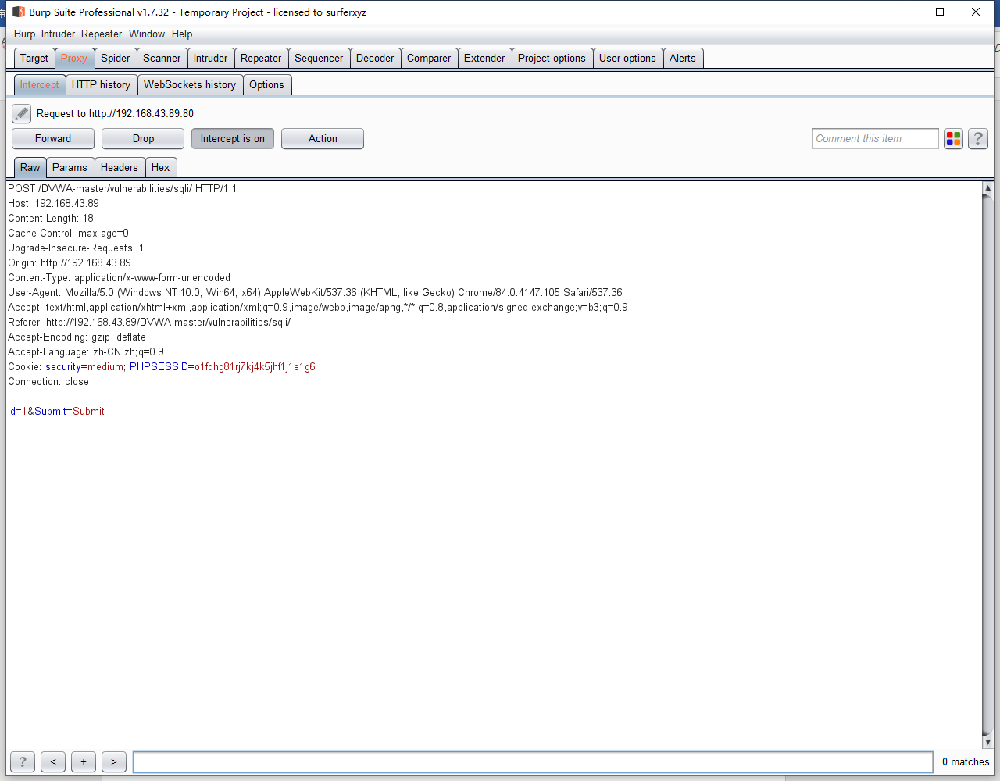 Burp Suite Professional v1.7.32 - Temporary Project - licensed to surferxyz
Burp Intruder Repeater Window Help
Target Proxy Spider Scanner Intruder Repeater Sequencer Decoder Comparer Extender Project options User options Alerts
Intercept HTTP history WebSockets history Options
Request to http://192.168.43.89:80
Forward Drop Intercept is on Action Comment this item ?
Raw Params Headers Hex
POST /DVWA-master/vulnerabilities/sqli/ HTTP/1.1
Host: 192.168.43.89
Content-Length: 18
Cache-Control: max-age=0
Upgrade-Insecure-Requests: 1
Origin: http://192.168.43.89
Content-Type: application/x-www-form-urlencoded
User-Agent: Mozilla/5.0 (Windows NT 10.0; Win64; x64) AppleWebKit/537.36 (KHTML, like Gecko) Chrome/84.0.4147.105 Safari/537.36
Accept: text/html,application/xhtml+xml,application/xml;q=0.9,image/webp,image/apng,*/*;q=0.8,application/signed-exchange;v=b3;q=0.9
Referer: http://192.168.43.89/DVWA-master/vulnerabilities/sqli/
Accept-Encoding: gzip, deflate
Accept-Language: zh-CN,zh;q=0.9
Cookie: security=medium; PHPSESSID=o1fdhg81rj7kj4k5jhf1j1e1g6
Connection: close
id=1&Submit=Submit
? < + > 0 matches